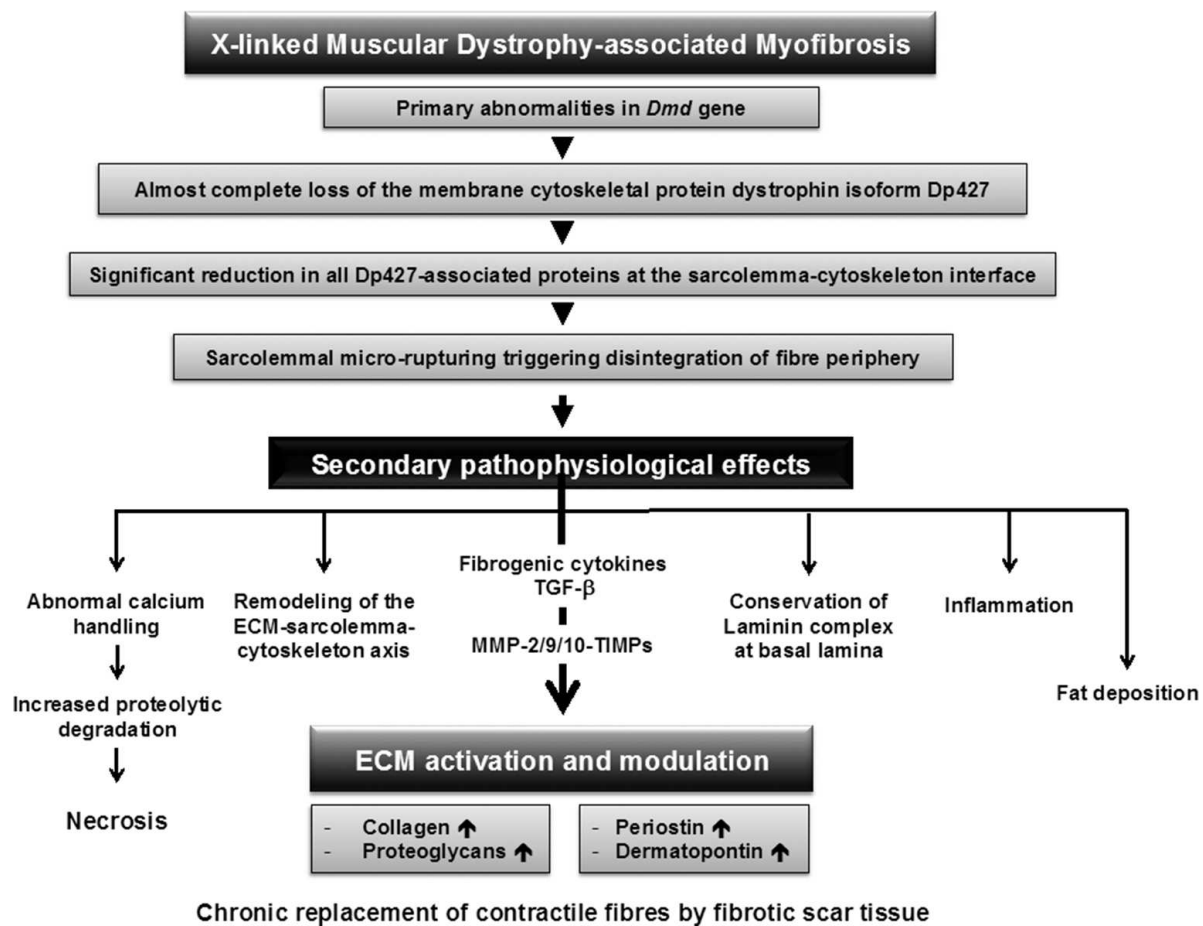 X-linked Muscular Dystrophy-associated Myofibrosis
Primary abnormalities in Dmd gene
Almost complete loss of the membrane cytoskeletal protein dystrophin isoform Dp427
Significant reduction in all Dp427-associated proteins at the sarcolemma-cytoskeleton interface
Sarcolemmal micro-rupturing triggering disintegration of fibre periphery
Secondary pathophysiological effects
Abnormal calcium
handling
Increased proteolytic
degradation
Necrosis
Remodeling of the
ECM-sarcolemma-
cytoskeleton axis
Fibrogenic cytokines
TGF-β
MMP-2/9/10-TIMPs
Conservation of
Laminin complex
at basal lamina
Inflammation
Fat deposition
ECM activation and modulation
- Collagen ↑
- Proteoglycans ↑
- Periostin ↑
- Dermatopontin ↑
Chronic replacement of contractile fibres by fibrotic scar tissue